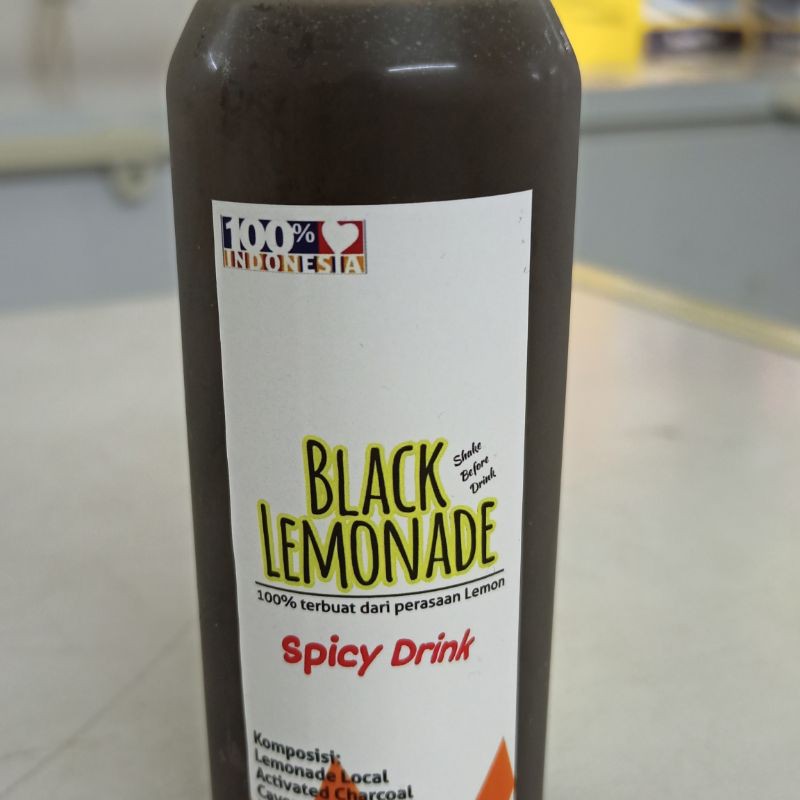 100%
INDONESIA
BLACK
LEMONADE
Shake
Before
Drink
100% terbuat dari perasaan Lemon
Spicy Drink
Komposisi:
Lemonade Local
Activated Charcoal